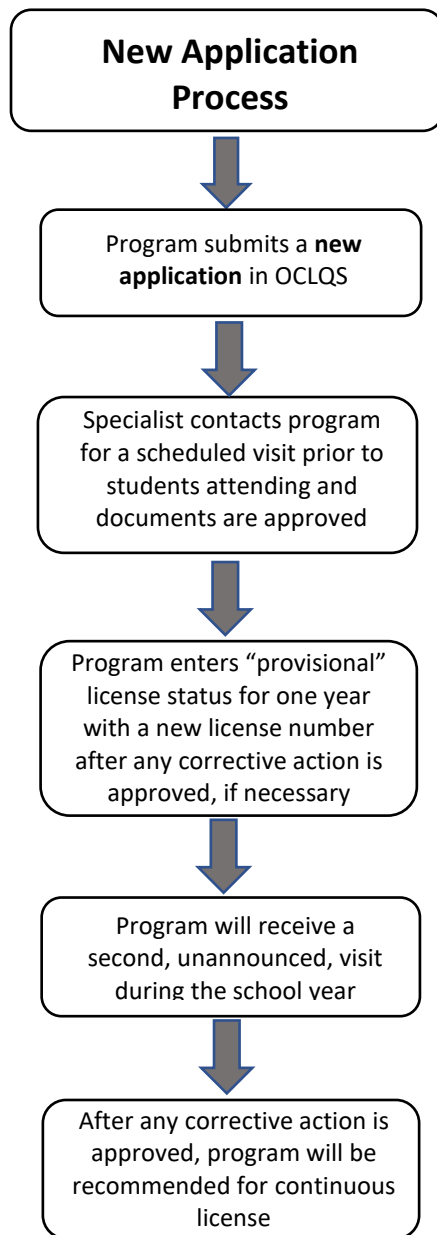 New Application
Process
Program submits a new
application in OCLQS
Specialist contacts program
for a scheduled visit prior to
students attending and
documents are approved
Program enters “provisional”
license status for one year
with a new license number
after any corrective action is
approved, if necessary
Program will receive a
second, unannounced, visit
during the school year
After any corrective action is
approved, program will be
recommended for continuous
license